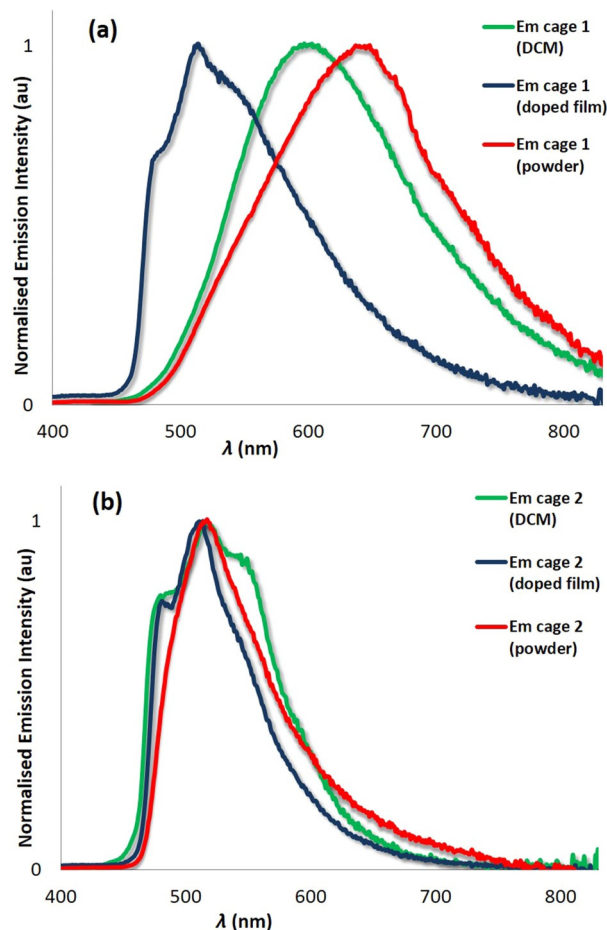 (a)
Em cage 1
(DCM)
Em cage 1
(doped film)
Em cage 1
(powder)
Normalised Emission Intensity (au)
1
0
400 500 600 700 800
λ (nm)
(b)
Em cage 2
(DCM)
Em cage 2
(doped film)
Em cage 2
(powder)
Normalised Emission Intensity (au)
1
0
400 500 600 700 800
λ (nm)